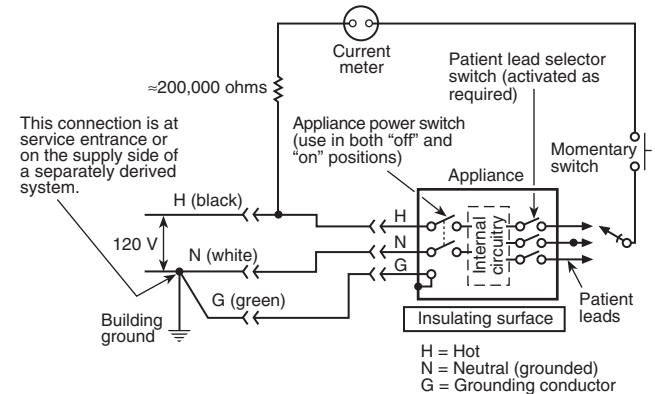 Current
meter
≈200,000 ohms
Patient lead selector
switch (activated as
required)
This connection is at
service entrance or
on the supply side of
a separately derived
system.
Appliance power switch
(use in both “off” and
“on” positions)
Momentary
switch
Appliance
H (black)
H
120 V
N (white)
N
Internal
circuitry
G
G (green)
Building
ground
Insulating surface
Patient
leads
H = Hot
N = Neutral (grounded)
G = Grounding conductor